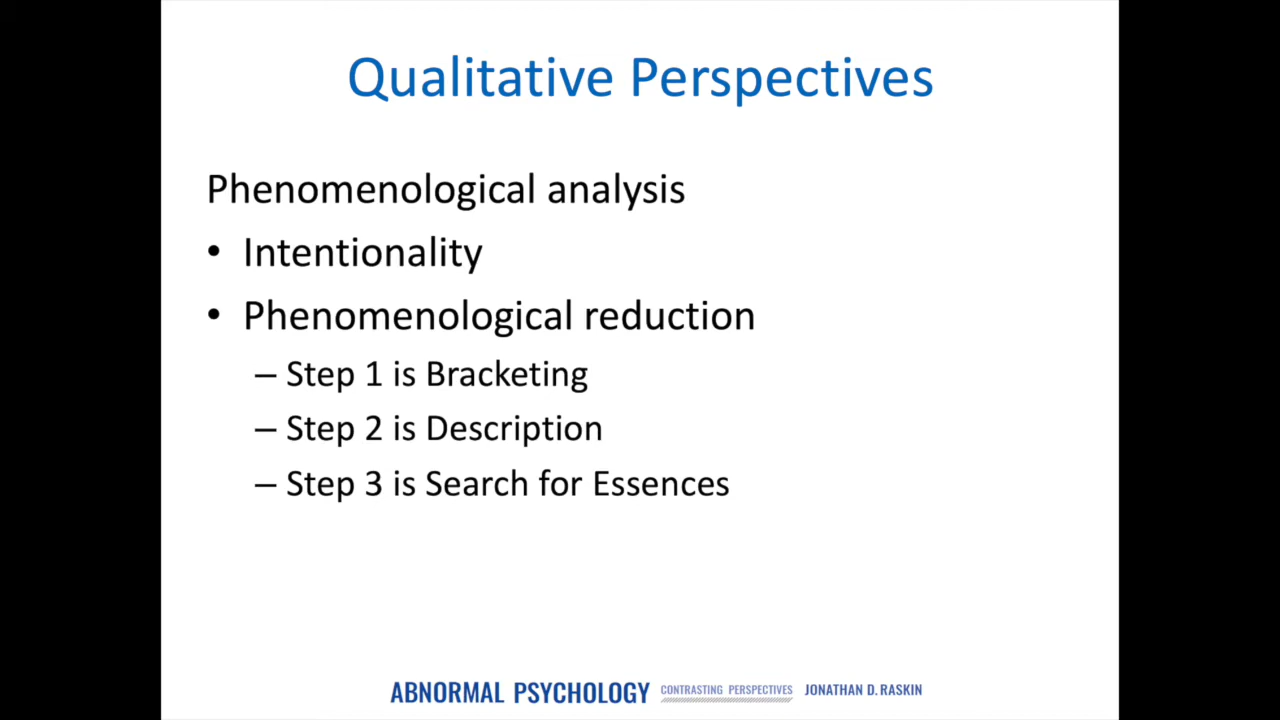 Qualitative Perspectives
Phenomenological analysis
• Intentionality
• Phenomenological reduction
– Step 1 is Bracketing
– Step 2 is Description
– Step 3 is Search for Essences
ABNORMAL PSYCHOLOGY CONTRASTING PERSPECTIVES JONATHAN D. RASKIN